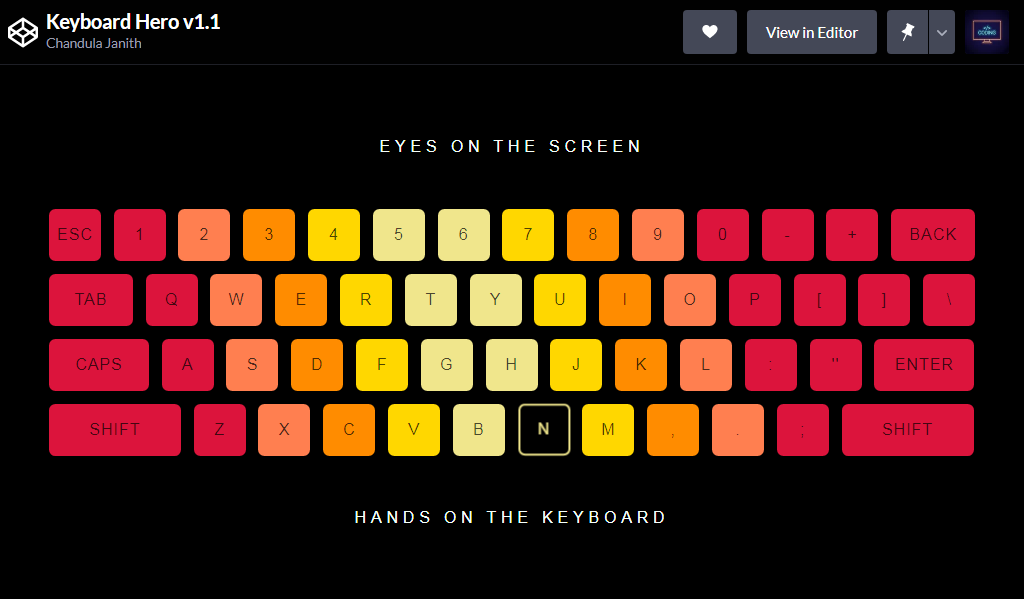 Keyboard Hero v1.1
Chandula Janith
View in Editor
</> CODING
EYES ON THE SCREEN
ESC 1 2 3 4 5 6 7 8 9 0 - + BACK
TAB Q W E R T Y U I O P [ ] \
CAPS A S D F G H J K L : " ENTER
SHIFT Z X C V B N M , . ; SHIFT
HANDS ON THE KEYBOARD